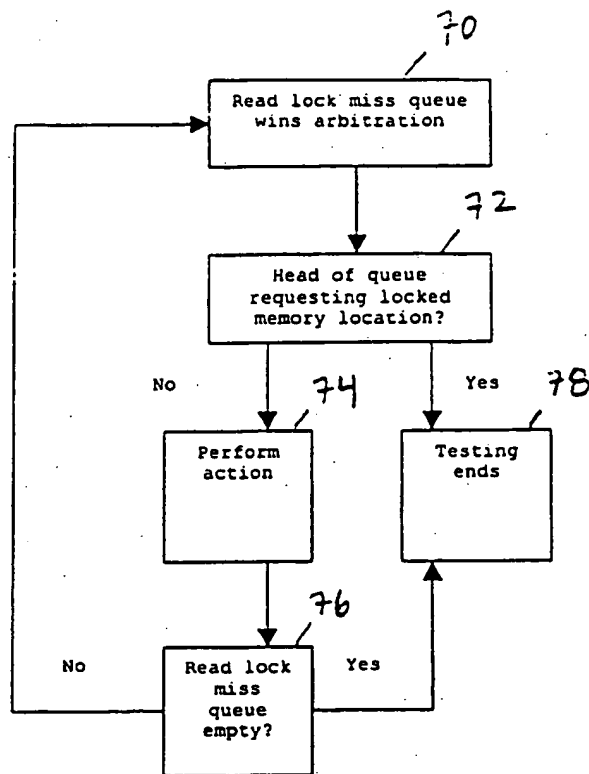 70
Read lock miss queue
wins arbitration
72
Head of queue
requesting locked
memory location?
No
74
Yes
78
Perform
action
Testing
ends
76
No
Read lock
miss
queue
empty?
Yes